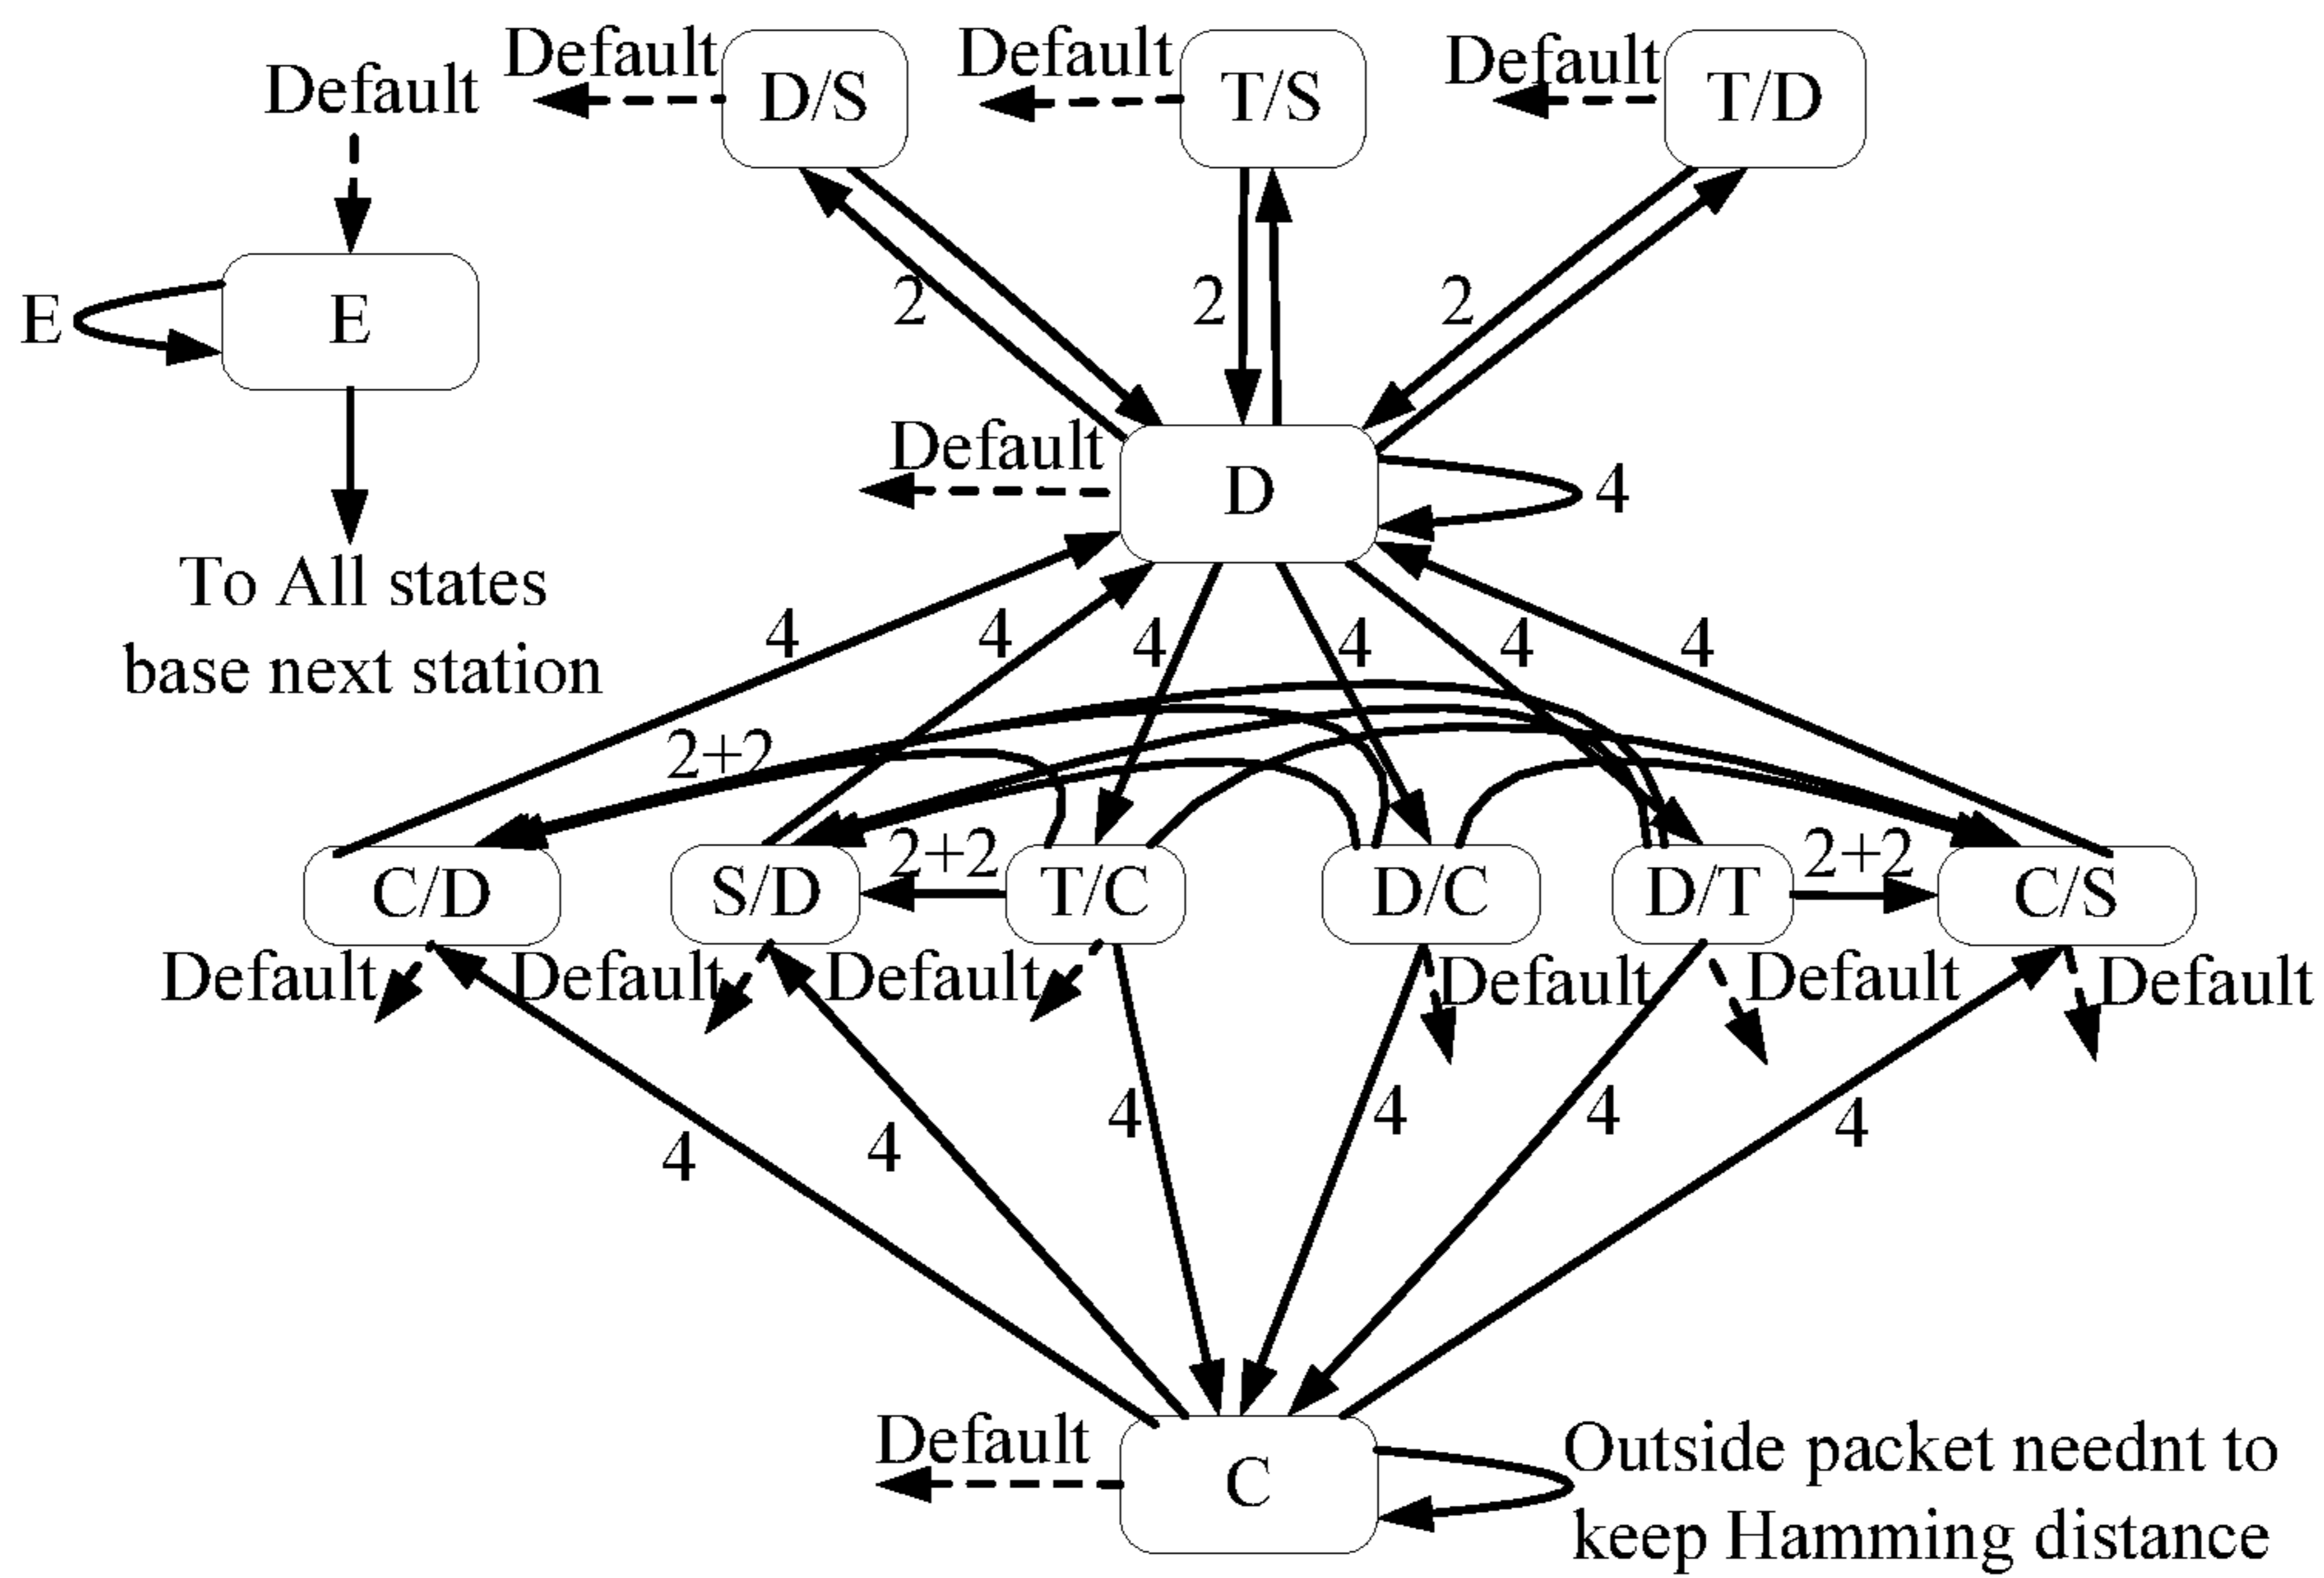 Default
D/S
Default
T/S
Default
T/D
Default
E
E
2
2
2
Default
D
4
To All states
base next station
4
4
4
4
4
4
2+2
2+2
2+2
C/D
S/D
T/C
D/C
D/T
C/S
Default
Default
Default
Default
Default
Default
4
4
4
4
4
4
Default
C
Outside packet neednt to
keep Hamming distance